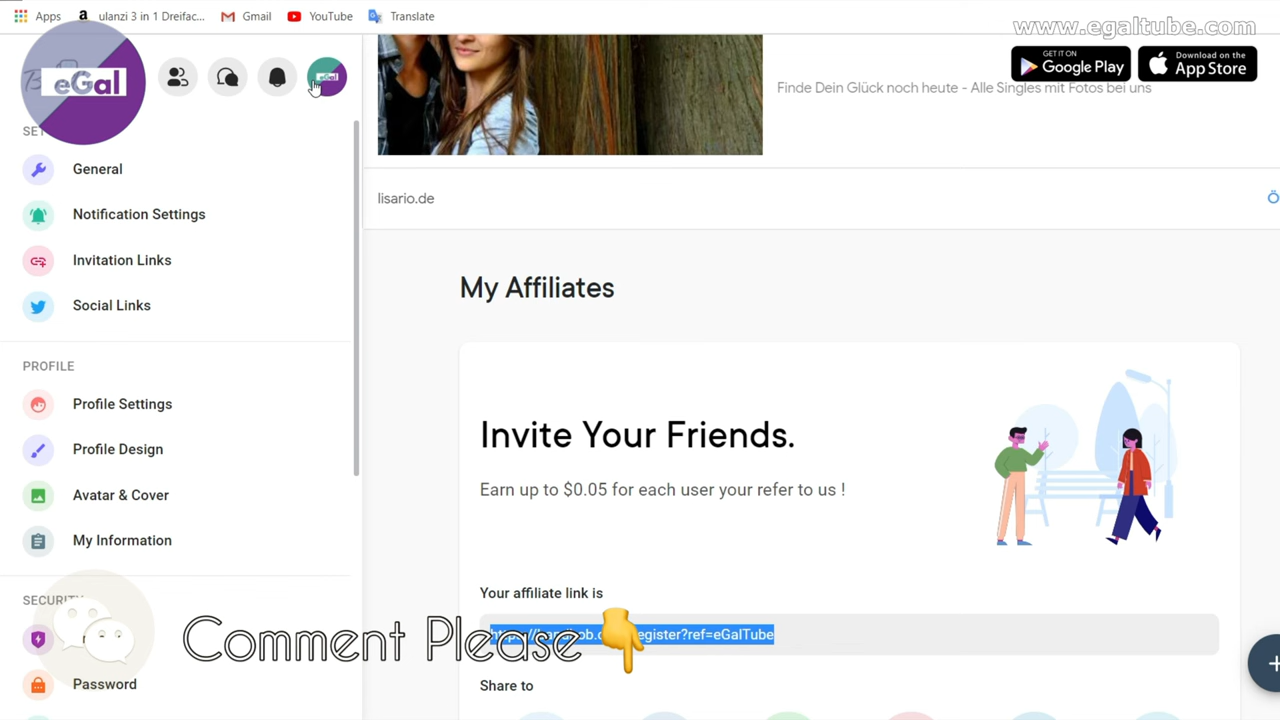 Apps
ulanzi 3 in 1 Dreifac...
Gmail
YouTube
Translate
www.egaltube.com
GET IT ON
Google Play
Download on the
App Store
eGal
Finde Dein Glück noch heute - Alle Singles mit Fotos bei uns
General
Notification Settings
Invitation Links
Social Links
lisario.de
My Affiliates
PROFILE
Profile Settings
Profile Design
Avatar & Cover
My Information
Invite Your Friends.
Earn up to $0.05 for each user your refer to us !
Your affiliate link is
egister?ref=eGalTube
Comment Please
Password
Share to